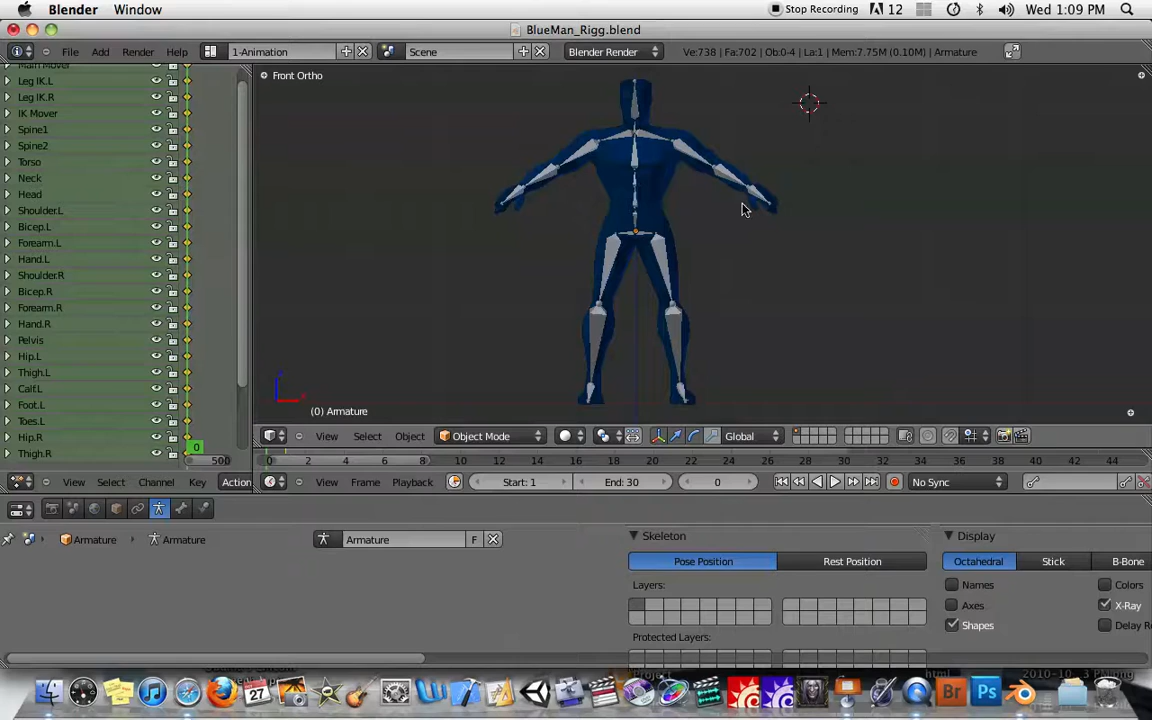 Blender Window Stop Recording 12 Wed 1:09 PM
BlueMan_Rigg.blend
File Add Render Help 1-Animation Scene Blender Render Ve:738 | Fa:702 | Ob:0-4 | La:1 | Mem:7.75M (0.10M) | Armature
Main Mover
Leg IK.L
Leg IK.R
IK Mover
Spine1
Spine2
Torso
Neck
Head
Shoulder.L
Bicep.L
Forearm.L
Hand.L
Shoulder.R
Bicep.R
Forearm.R
Hand.R
Pelvis
Hip.L
Thigh.L
Calf.L
Foot.L
Toes.L
Hip.R
Thigh.R
0
500
View Select Channel Key Action
Front Ortho
(0) Armature
View Select Object Object Mode Global
0 2 4 6 8 10 12 14 16 18 20 22 24 26 28 30 32 34 36 38 40 42 44
View Frame Playback Start: 1 End: 30 0 No Sync
Armature Armature Armature F
Skeleton
Pose Position Rest Position
Layers:
Protected Layers:
Display
Octahedral Stick B-Bone
Names Colors
Axes X-Ray
Shapes Delay R
html 2010-10
27 Br Ps